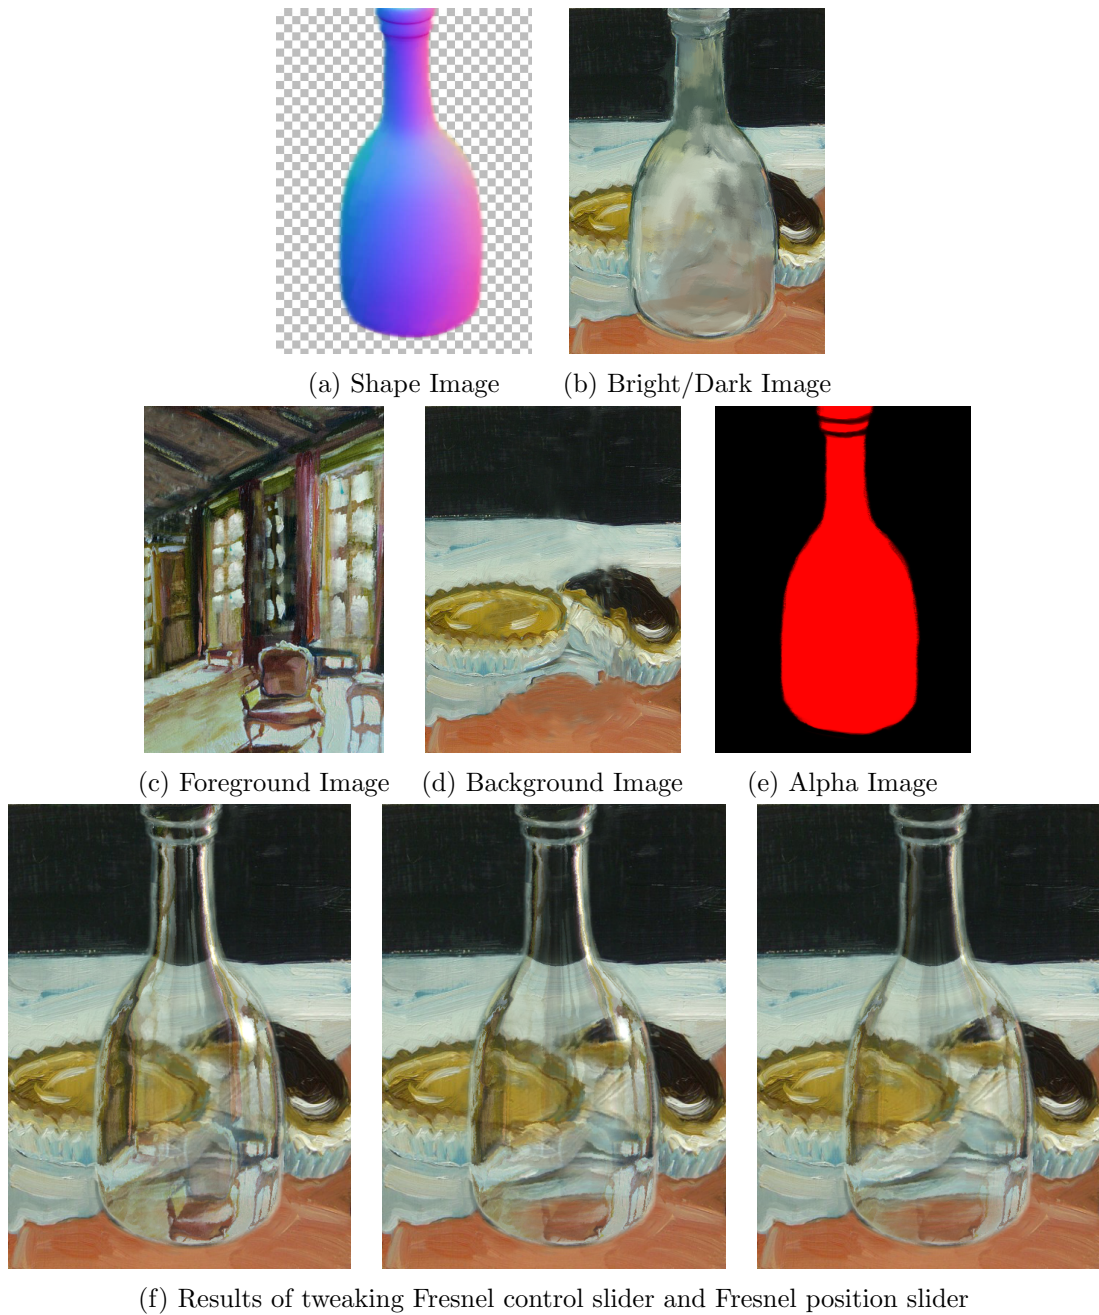 (a) Shape Image
(b) Bright/Dark Image
(c) Foreground Image
(d) Background Image
(e) Alpha Image
(f) Results of tweaking Fresnel control slider and Fresnel position slider